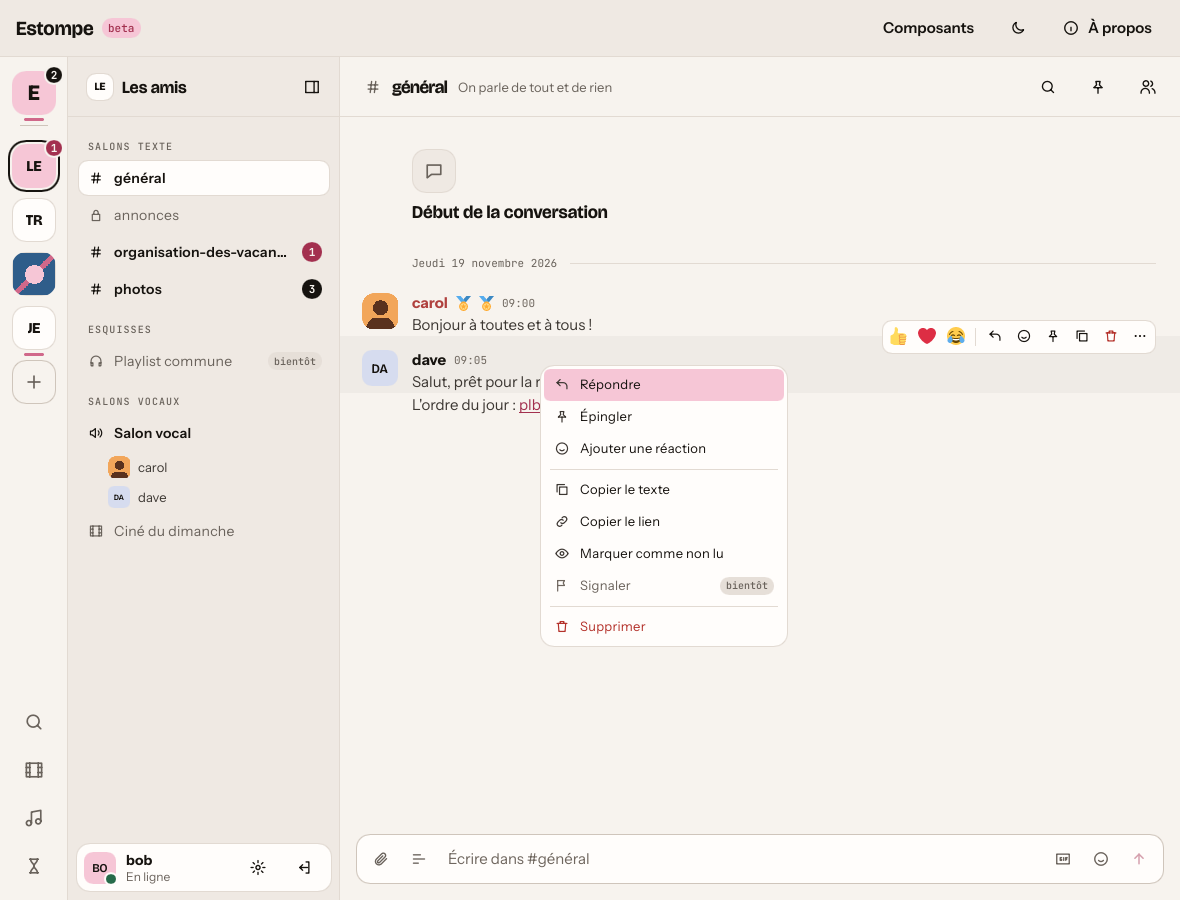 Estompe beta
Composants
À propos
E 2
LE 1
TR
JE
LE Les amis
SALONS TEXTE
# général
annonces
# organisation-des-vacan... 1
# photos 3
ESQUISSES
Playlist commune bientôt
SALONS VOCAUX
Salon vocal
carol
DA dave
Ciné du dimanche
BO bob
En ligne
# général On parle de tout et de rien
Début de la conversation
Jeudi 19 novembre 2026
carol 09:00
Bonjour à toutes et à tous !
DA dave 09:05
Salut, prêt pour la
L'ordre du jour : plb
Répondre
Épingler
Ajouter une réaction
Copier le texte
Copier le lien
Marquer comme non lu
Signaler bientôt
Supprimer
Écrire dans #général
GIF